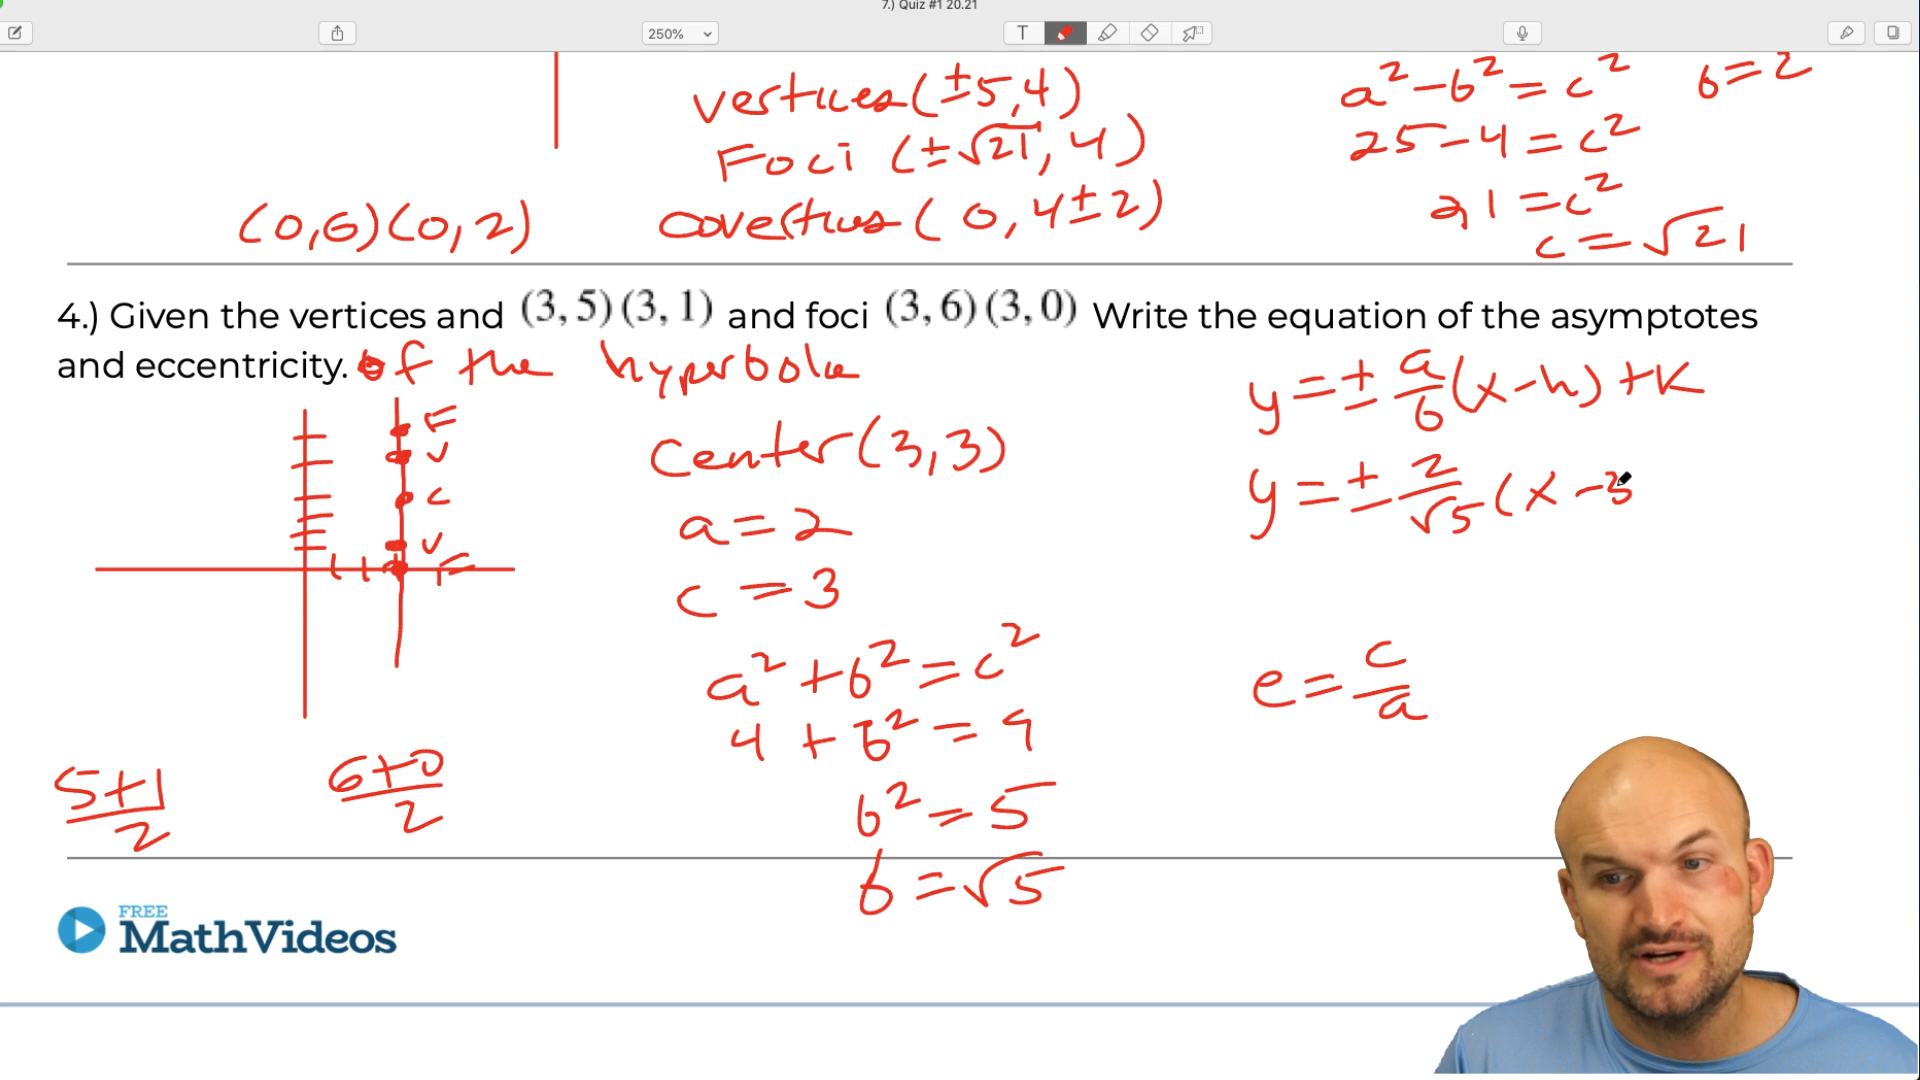 7.) Quiz #1 20.21
250%
T
vertices (±5, 4)
Foci (±√21, 4)
covertices (0, 4±2)
(0,6)(0,2)
a² - b² = c²
b = 2
25 - 4 = c²
21 = c²
c = √21
4.) Given the vertices and (3, 5) (3, 1) and foci (3, 6) (3, 0) Write the equation of the asymptotes
and eccentricity. of the hyperbola
F
V
C
V
F
5+1/2
6+0/2
Center (3,3)
a = 2
c = 3
a² + b² = c²
4 + b² = 9
b² = 5
b = √5
y = ± a/b (x - h) + k
y = ± 2/√5 (x - 3
e = c/a
FREE
MathVideos